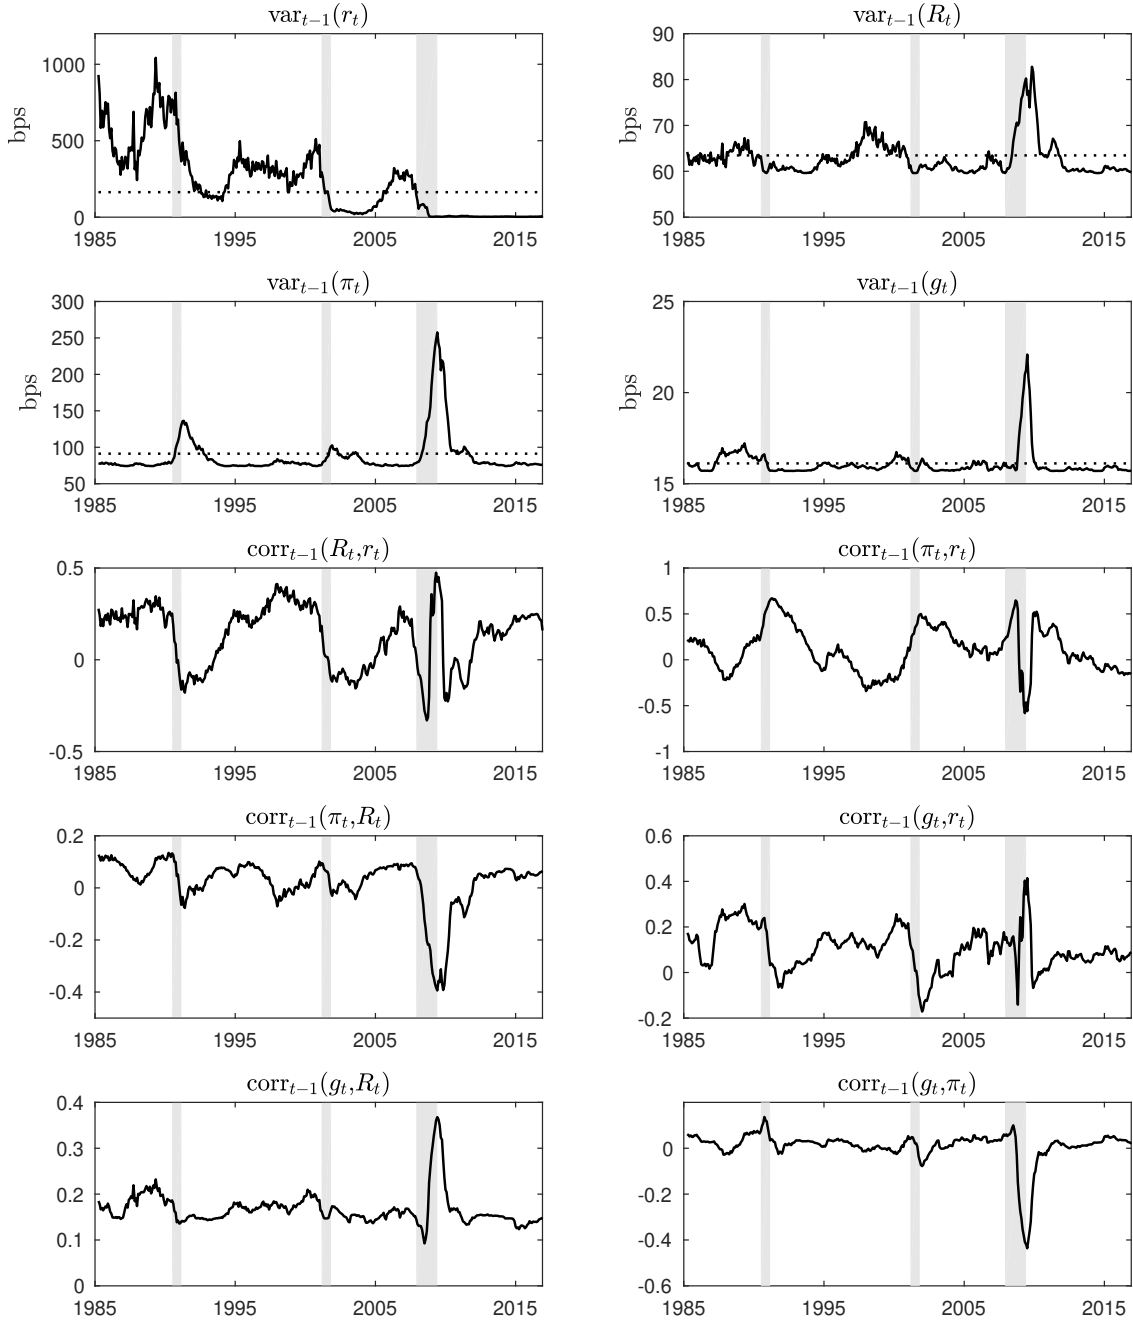 var_{t−1}(r_t)
bps
1000
500
0
1985 1995 2005 2015
var_{t−1}(R_t)
bps
90
80
70
60
50
1985 1995 2005 2015
var_{t−1}(π_t)
bps
300
250
200
150
100
50
1985 1995 2005 2015
var_{t−1}(g_t)
bps
25
20
15
1985 1995 2005 2015
corr_{t−1}(R_t,r_t)
0.5
0
-0.5
1985 1995 2005 2015
corr_{t−1}(π_t,r_t)
1
0.5
0
-0.5
-1
1985 1995 2005 2015
corr_{t−1}(π_t,R_t)
0.2
0
-0.2
-0.4
1985 1995 2005 2015
corr_{t−1}(g_t,r_t)
0.6
0.4
0.2
0
-0.2
1985 1995 2005 2015
corr_{t−1}(g_t,R_t)
0.4
0.3
0.2
0.1
0
1985 1995 2005 2015
corr_{t−1}(g_t,π_t)
0
-0.2
-0.4
-0.6
1985 1995 2005 2015